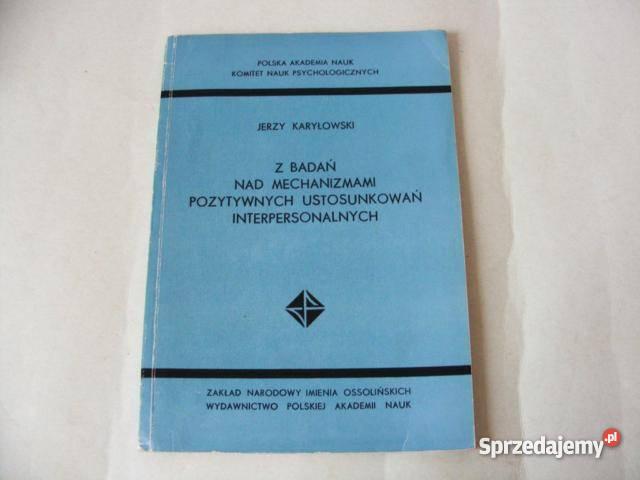 POLSKA AKADEMIA NAUK
KOMITET NAUK PSYCHOLOGICZNYCH
JERZY KARYŁOWSKI
Z BADAŃ
NAD MECHANIZMAMI
POZYTYWNYCH USTOSUNKOWAŃ
INTERPERSONALNYCH
ZAKŁAD NARODOWY IMIENIA OSSOLIŃSKICH
WYDAWNICTWO POLSKIEJ AKADEMII NAUK
Sprzedajemy.pl